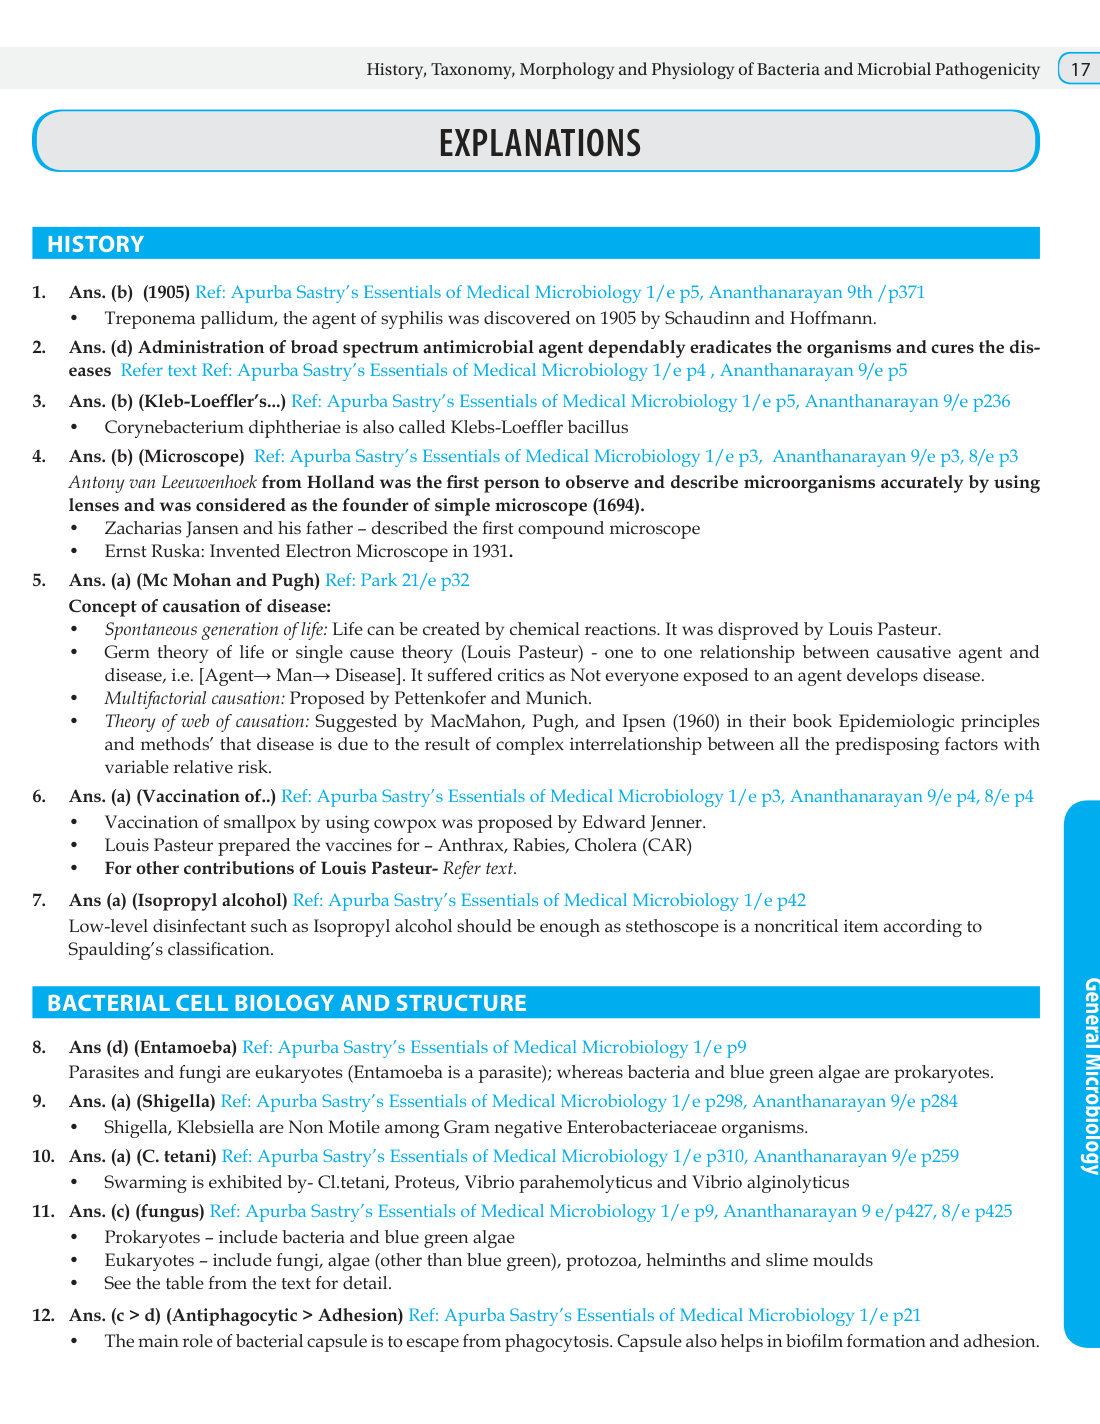 History, Taxonomy, Morphology and Physiology of Bacteria and Microbial Pathogenicity 17
EXPLANATIONS
HISTORY
1. Ans. (b) (1905) Ref: Apurba Sastry's Essentials of Medical Microbiology 1/e p5, Ananthanarayan 9th /p371
• Treponema pallidum, the agent of syphilis was discovered on 1905 by Schaudinn and Hoffmann.
2. Ans. (d) Administration of broad spectrum antimicrobial agent dependably eradicates the organisms and cures the dis-
eases Refer text Ref: Apurba Sastry's Essentials of Medical Microbiology 1/e p4 , Ananthanarayan 9/e p5
3. Ans. (b) (Kleb-Loeffler's...) Ref: Apurba Sastry's Essentials of Medical Microbiology 1/e p5, Ananthanarayan 9/e p236
• Corynebacterium diphtheriae is also called Klebs-Loeffler bacillus
4. Ans. (b) (Microscope) Ref: Apurba Sastry's Essentials of Medical Microbiology 1/e p3, Ananthanarayan 9/e p3, 8/e p3
Antony van Leeuwenhoek from Holland was the first person to observe and describe microorganisms accurately by using
lenses and was considered as the founder of simple microscope (1694).
• Zacharias Jansen and his father – described the first compound microscope
• Ernst Ruska: Invented Electron Microscope in 1931.
5. Ans. (a) (Mc Mohan and Pugh) Ref: Park 21/e p32
Concept of causation of disease:
• Spontaneous generation of life: Life can be created by chemical reactions. It was disproved by Louis Pasteur.
• Germ theory of life or single cause theory (Louis Pasteur) - one to one relationship between causative agent and
disease, i.e. [Agent→ Man→ Disease]. It suffered critics as Not everyone exposed to an agent develops disease.
• Multifactorial causation: Proposed by Pettenkofer and Munich.
• Theory of web of causation: Suggested by MacMahon, Pugh, and Ipsen (1960) in their book Epidemiologic principles
and methods' that disease is due to the result of complex interrelationship between all the predisposing factors with
variable relative risk.
6. Ans. (a) (Vaccination of..) Ref: Apurba Sastry's Essentials of Medical Microbiology 1/e p3, Ananthanarayan 9/e p4, 8/e p4
• Vaccination of smallpox by using cowpox was proposed by Edward Jenner.
• Louis Pasteur prepared the vaccines for – Anthrax, Rabies, Cholera (CAR)
• For other contributions of Louis Pasteur- Refer text.
7. Ans (a) (Isopropyl alcohol) Ref: Apurba Sastry's Essentials of Medical Microbiology 1/e p42
Low-level disinfectant such as Isopropyl alcohol should be enough as stethoscope is a noncritical item according to
Spaulding's classification.
BACTERIAL CELL BIOLOGY AND STRUCTURE
8. Ans (d) (Entamoeba) Ref: Apurba Sastry's Essentials of Medical Microbiology 1/e p9
Parasites and fungi are eukaryotes (Entamoeba is a parasite); whereas bacteria and blue green algae are prokaryotes.
9. Ans. (a) (Shigella) Ref: Apurba Sastry's Essentials of Medical Microbiology 1/e p298, Ananthanarayan 9/e p284
• Shigella, Klebsiella are Non Motile among Gram negative Enterobacteriaceae organisms.
10. Ans. (a) (C. tetani) Ref: Apurba Sastry's Essentials of Medical Microbiology 1/e p310, Ananthanarayan 9/e p259
• Swarming is exhibited by- Cl.tetani, Proteus, Vibrio parahemolyticus and Vibrio alginolyticus
11. Ans. (c) (fungus) Ref: Apurba Sastry's Essentials of Medical Microbiology 1/e p9, Ananthanarayan 9 e/p427, 8/e p425
• Prokaryotes – include bacteria and blue green algae
• Eukaryotes – include fungi, algae (other than blue green), protozoa, helminths and slime moulds
• See the table from the text for detail.
12. Ans. (c > d) (Antiphagocytic > Adhesion) Ref: Apurba Sastry's Essentials of Medical Microbiology 1/e p21
• The main role of bacterial capsule is to escape from phagocytosis. Capsule also helps in biofilm formation and adhesion.
General Microbiology